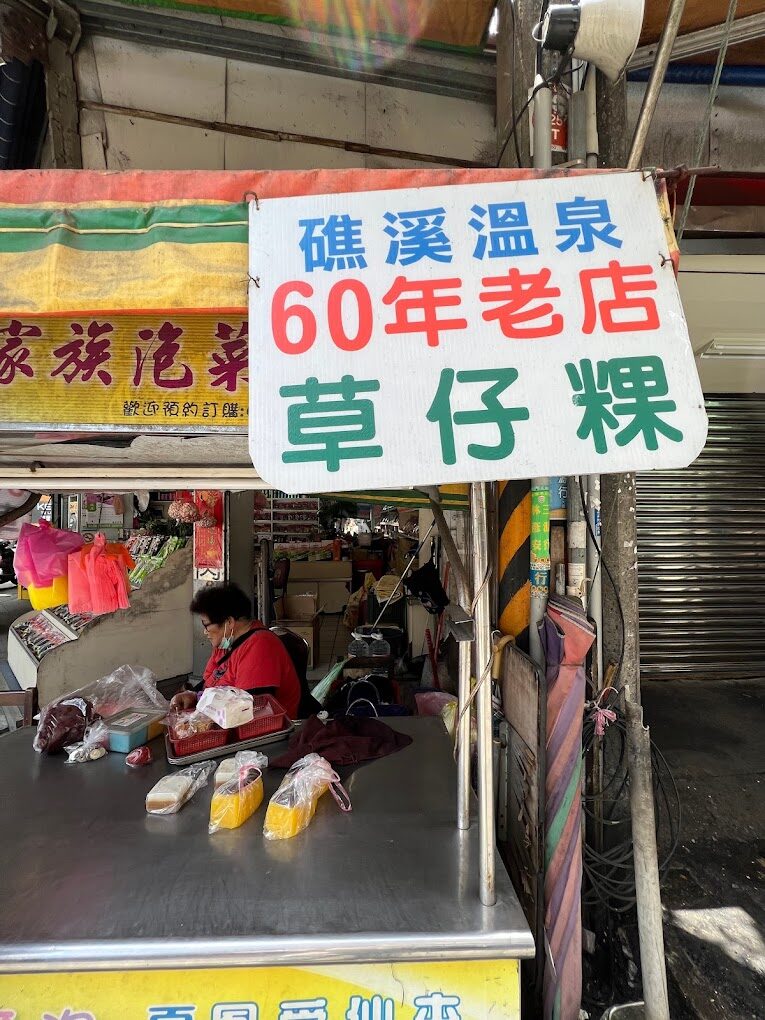 礁溪溫泉
60年老店
草仔粿
家族泡菜
歡迎預約訂購: